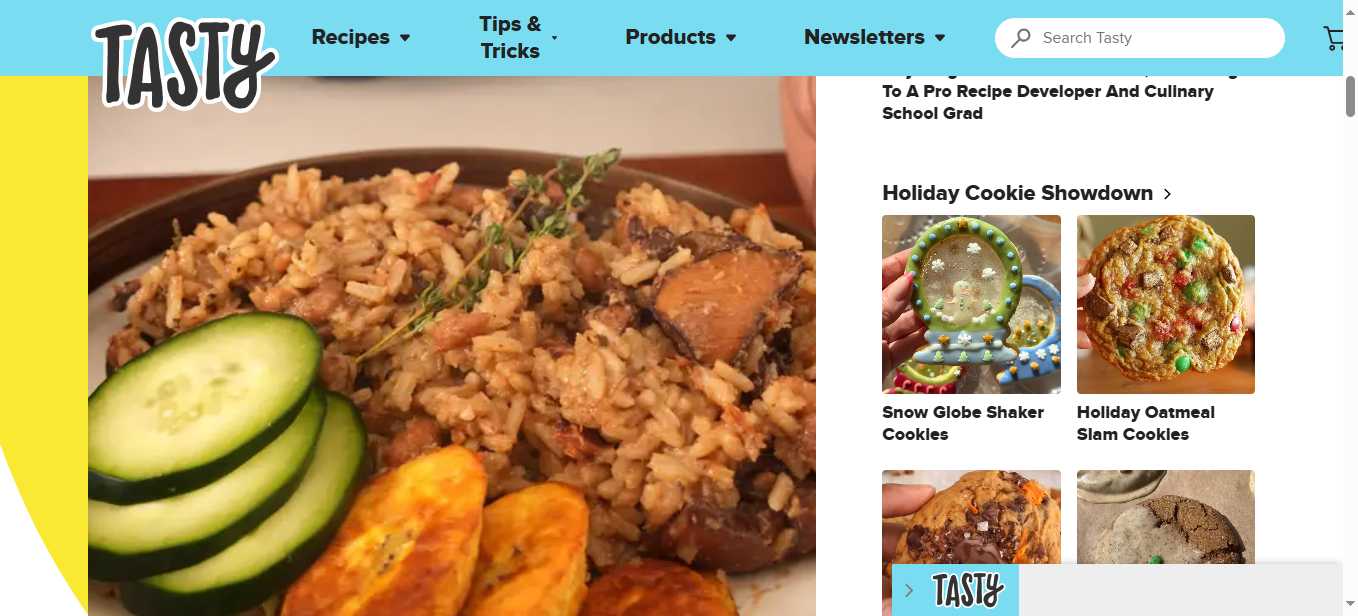 TASTY
Recipes
Tips &
Tricks
Products
Newsletters
Search Tasty
To A Pro Recipe Developer And Culinary
School Grad
Holiday Cookie Showdown
Snow Globe Shaker
Cookies
Holiday Oatmeal
Slam Cookies
TASTY